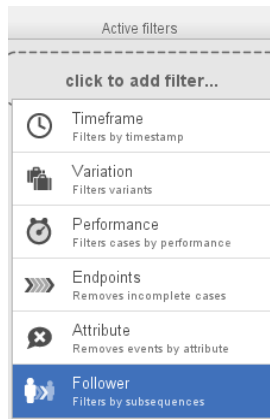 Active filters
click to add filter...
Timeframe
Filters by timestamp
Variation
Filters variants
Performance
Filters cases by performance
Endpoints
Removes incomplete cases
Attribute
Removes events by attribute
Follower
Filters by subsequences